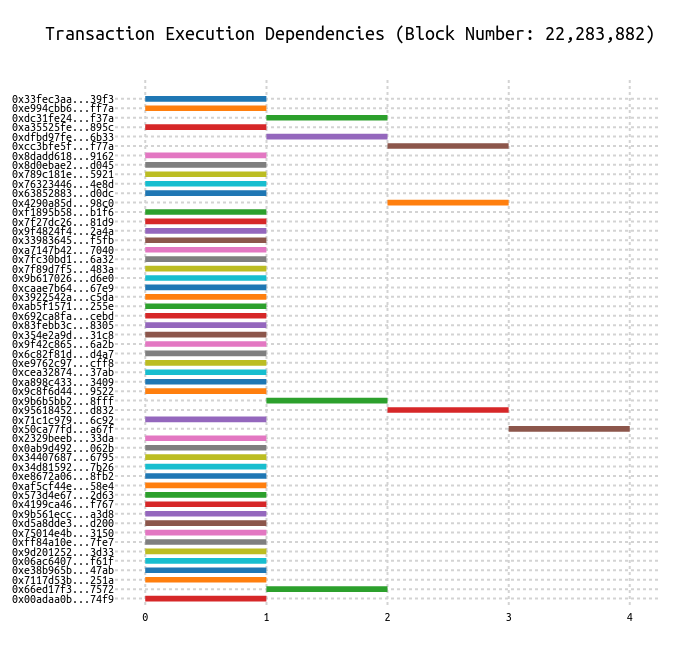 Transaction Execution Dependencies (Block Number: 22,283,882)
0x33fec3aa...39f3
0xe994cbb6...ff7a
0xdc31fe24...f37a
0xa35525fe...895c
0xdfbd97fe...6b33
0xcc3bfe5f...f77a
0x8dadd618...9162
0x8d0ebae2...d045
0x789c181e...5921
0x76323446...4e8d
0x63852883...d0dc
0x4290a85d...98c0
0xf1895b58...b1f6
0x7f27dc26...81d9
0x9f4824f4...2a4a
0x33983645...f5fb
0xa7147b42...7040
0x7fc30bd1...6a32
0x7f89d7f5...483a
0x9b617026...d6e0
0xcaae7b64...67e9
0x3922542a...c5da
0xab5f1571...255e
0x692ca8fa...cebd
0x83febb3c...8305
0x354e2a9d...31c8
0x9f42c865...6a2b
0x6c82f81d...d4a7
0xe9762c97...cff8
0xcea32874...37ab
0xa898c433...3409
0x9c8f6d44...9522
0x9b6b5bb2...8fff
0x95618452...d832
0x71c1c979...6c92
0x50ca77fd...a67f
0x2329beeb...33da
0x0ab9d492...062b
0x34407687...6795
0x34d81592...7b26
0xe8672a06...8fb2
0xaf5cf44e...58e4
0x573d4e67...2d63
0x4199ca46...f767
0x9b561ecc...a3d8
0xd5a8dde3...d200
0x75014e4b...3150
0xff84a10e...7fe7
0x9d201252...3d33
0x06ac6407...f61f
0xe38b965b...47ab
0x7117d53b...251a
0x66ed17f3...7572
0x00adaa0b...74f9
0 1 2 3 4